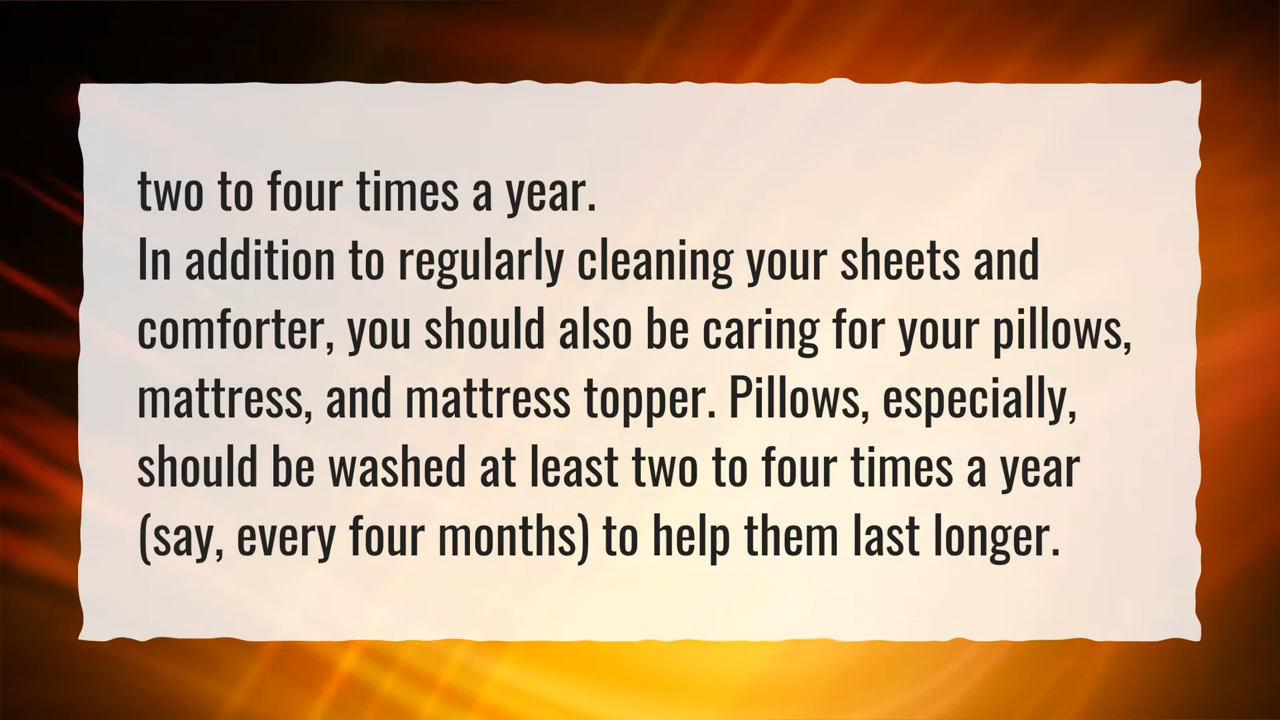 two to four times a year.
In addition to regularly cleaning your sheets and
comforter, you should also be caring for your pillows,
mattress, and mattress topper. Pillows, especially,
should be washed at least two to four times a year
(say, every four months) to help them last longer.